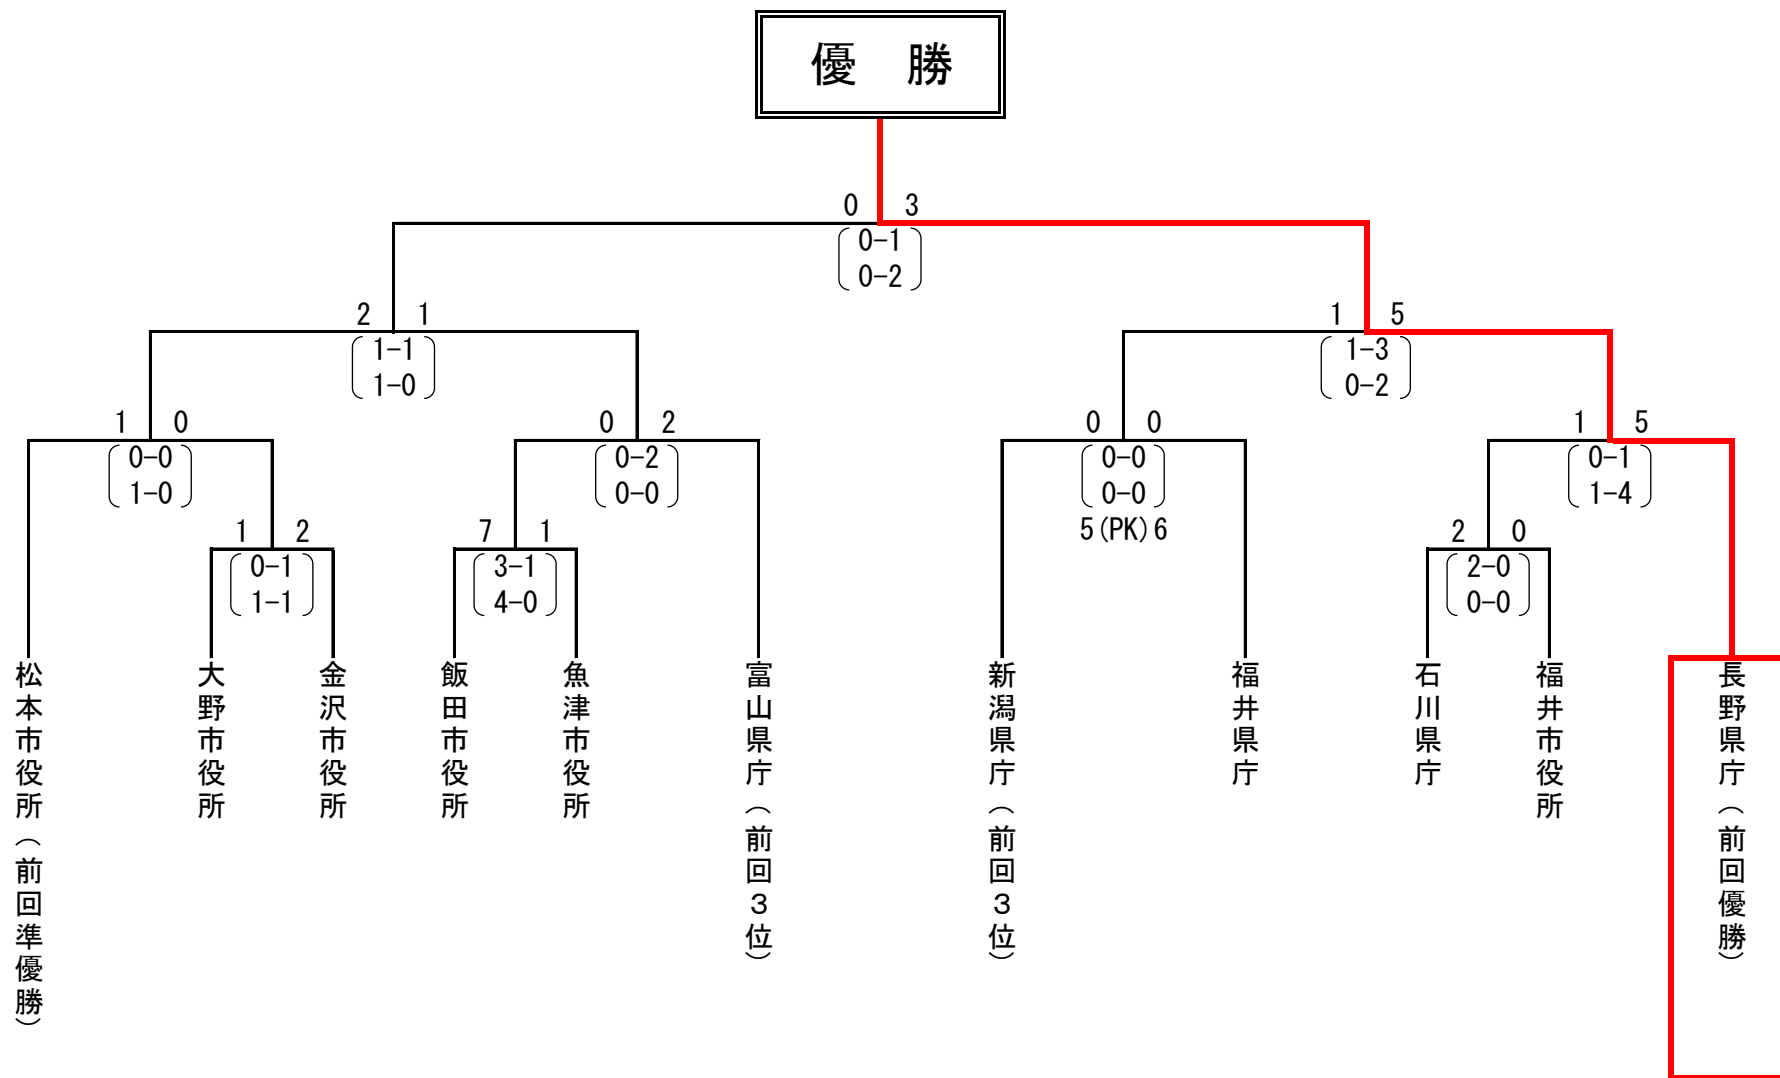 優 勝
0 3
0-1
0-2
2 1
1-1
1-0
1 5
1-3
0-2
1 0
0-0
1-0
0 2
0-2
0-0
0 0
0-0
0-0
5(PK)6
1 5
0-1
1-4
1 2
0-1
1-1
7 1
3-1
4-0
2 0
2-0
0-0
松本市役所(前回準優勝)
大野市役所
金沢市役所
飯田市役所
魚津市役所
富山県庁(前回3位)
新潟県庁(前回3位)
福井県庁
石川県庁
福井市役所
長野県庁(前回優勝)